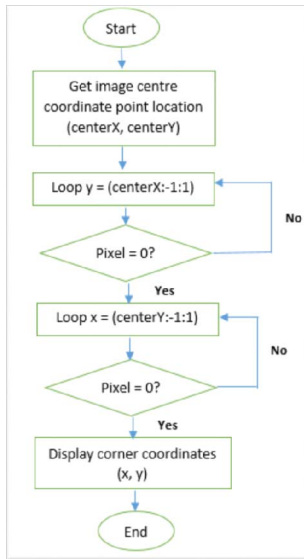 Start
Get image centre
coordinate point location
(centerX, centerY)
Loop y = (centerX:-1:1)
No
Pixel = 0?
Yes
Loop x = (centerY:-1:1)
No
Pixel = 0?
Yes
Display corner coordinates
(x, y)
End